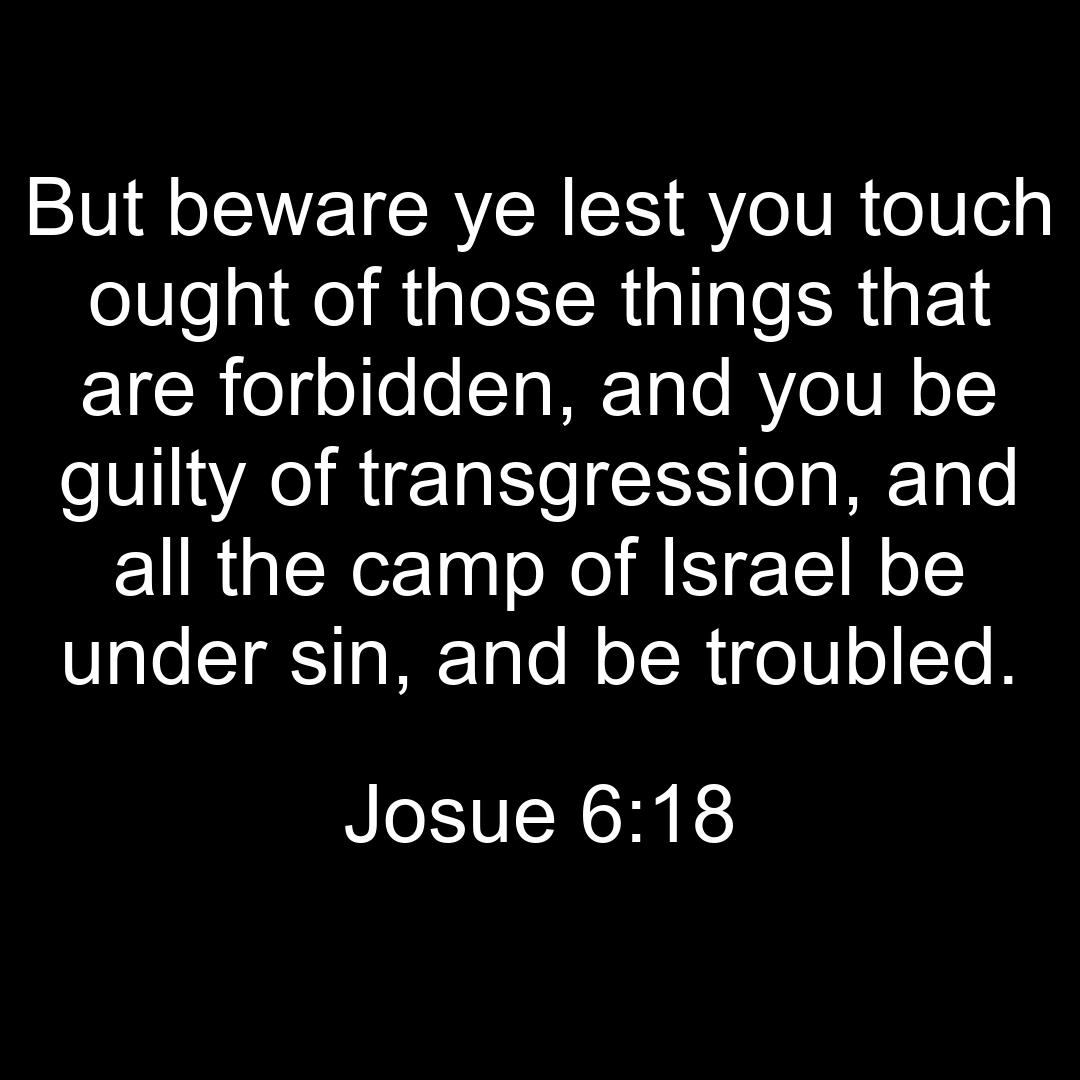 But beware ye lest you touch
ought of those things that
are forbidden, and you be
guilty of transgression, and
all the camp of Israel be
under sin, and be troubled.
Josue 6:18